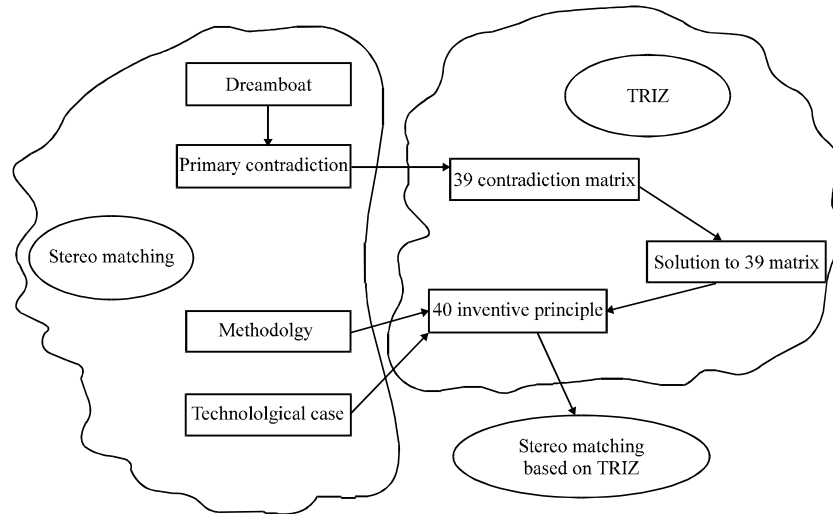 Dreamboat
TRIZ
Primary contradiction
39 contradiction matrix
Stereo matching
Solution to 39 matrix
40 inventive principle
Methodolgy
Technololgical case
Stereo matching
based on TRIZ